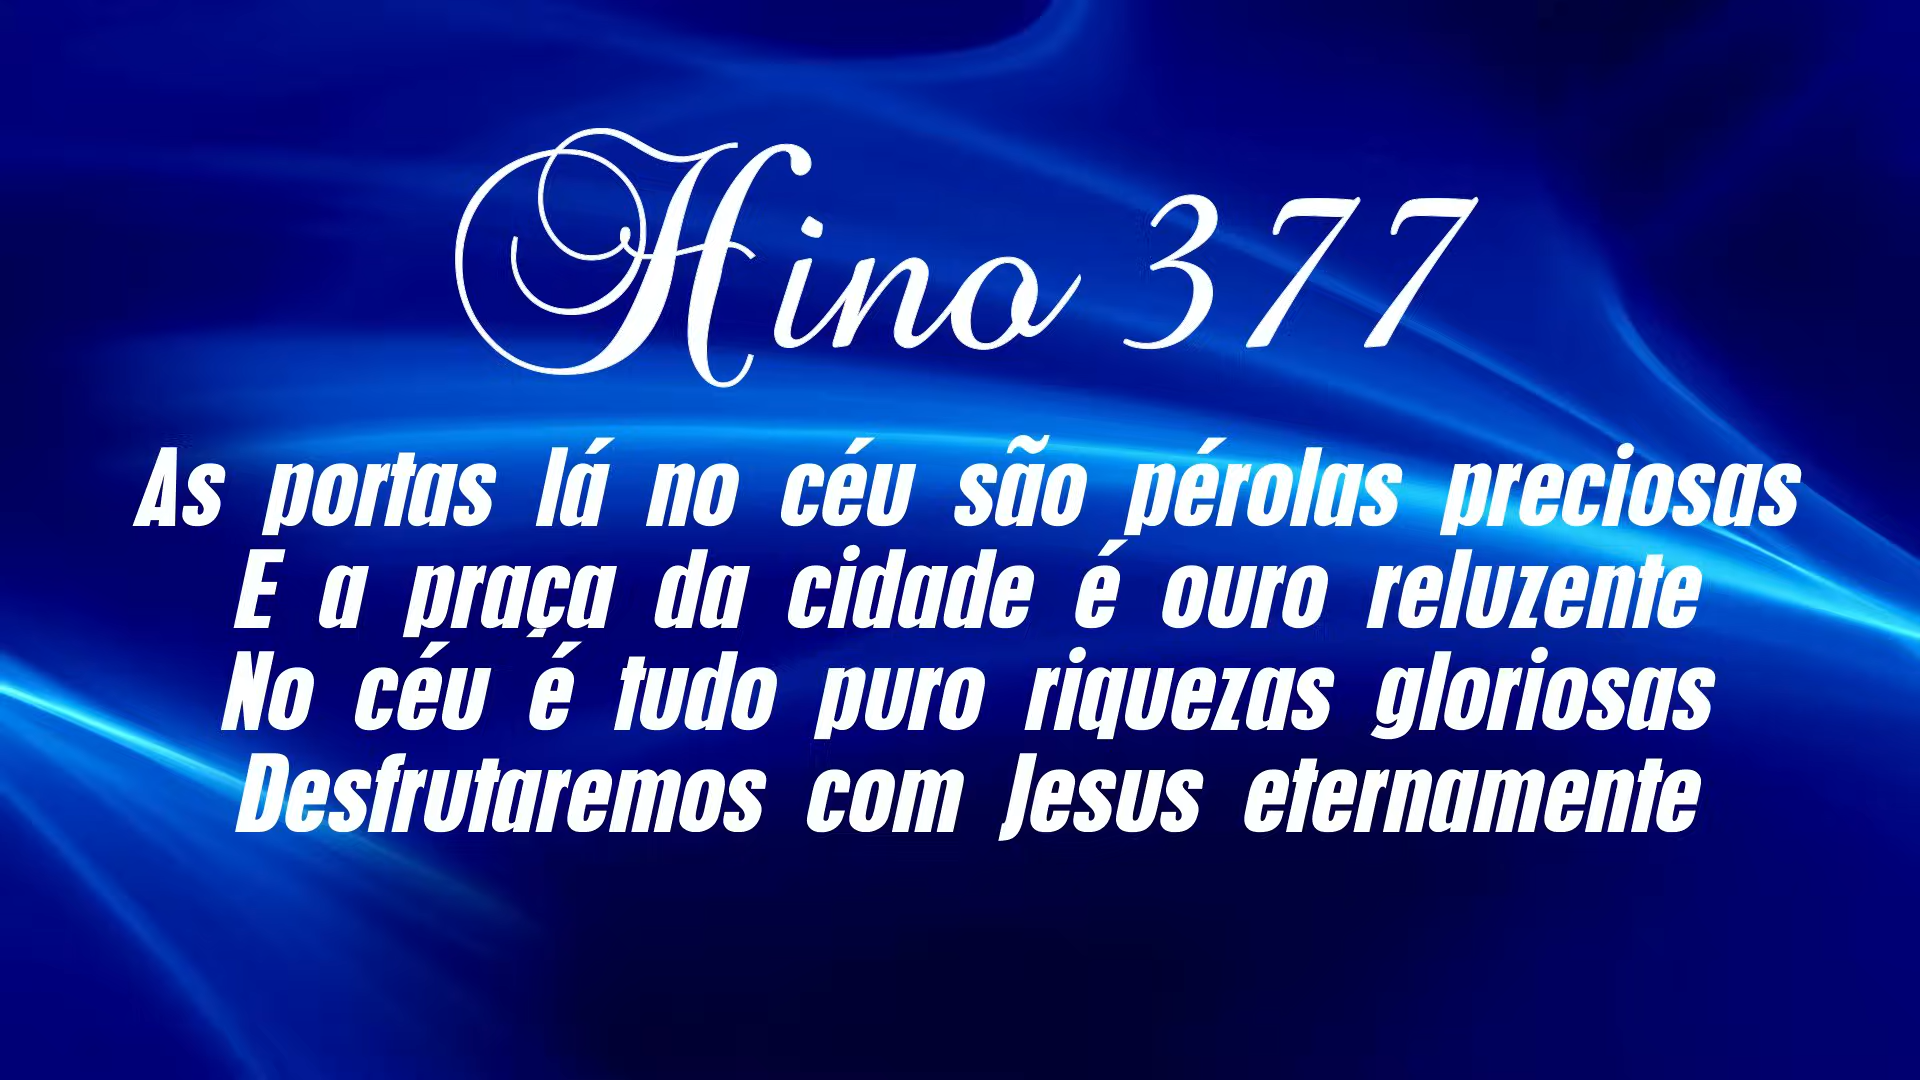 Hino 377
As portas lá no céu são pérolas preciosas
E a praça da cidade é ouro reluzente
No céu é tudo puro riquezas gloriosas
Desfrutaremos com Jesus eternamente